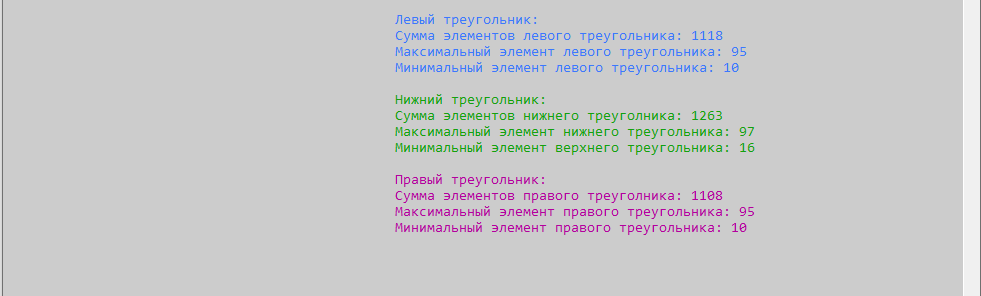 Левый треугольник:
Сумма элементов левого треугольника: 1118
Максимальный элемент левого треугольника: 95
Минимальный элемент левого треугольника: 10
Нижний треугольник:
Сумма элементов нижнего треуголника: 1263
Максимальный элемент нижнего треугольника: 97
Минимальный элемент верхнего треугольника: 16
Правый треугольник:
Сумма элементов правого треуголника: 1108
Максимальный элемент правого треугольника: 95
Минимальный элемент правого треугольника: 10